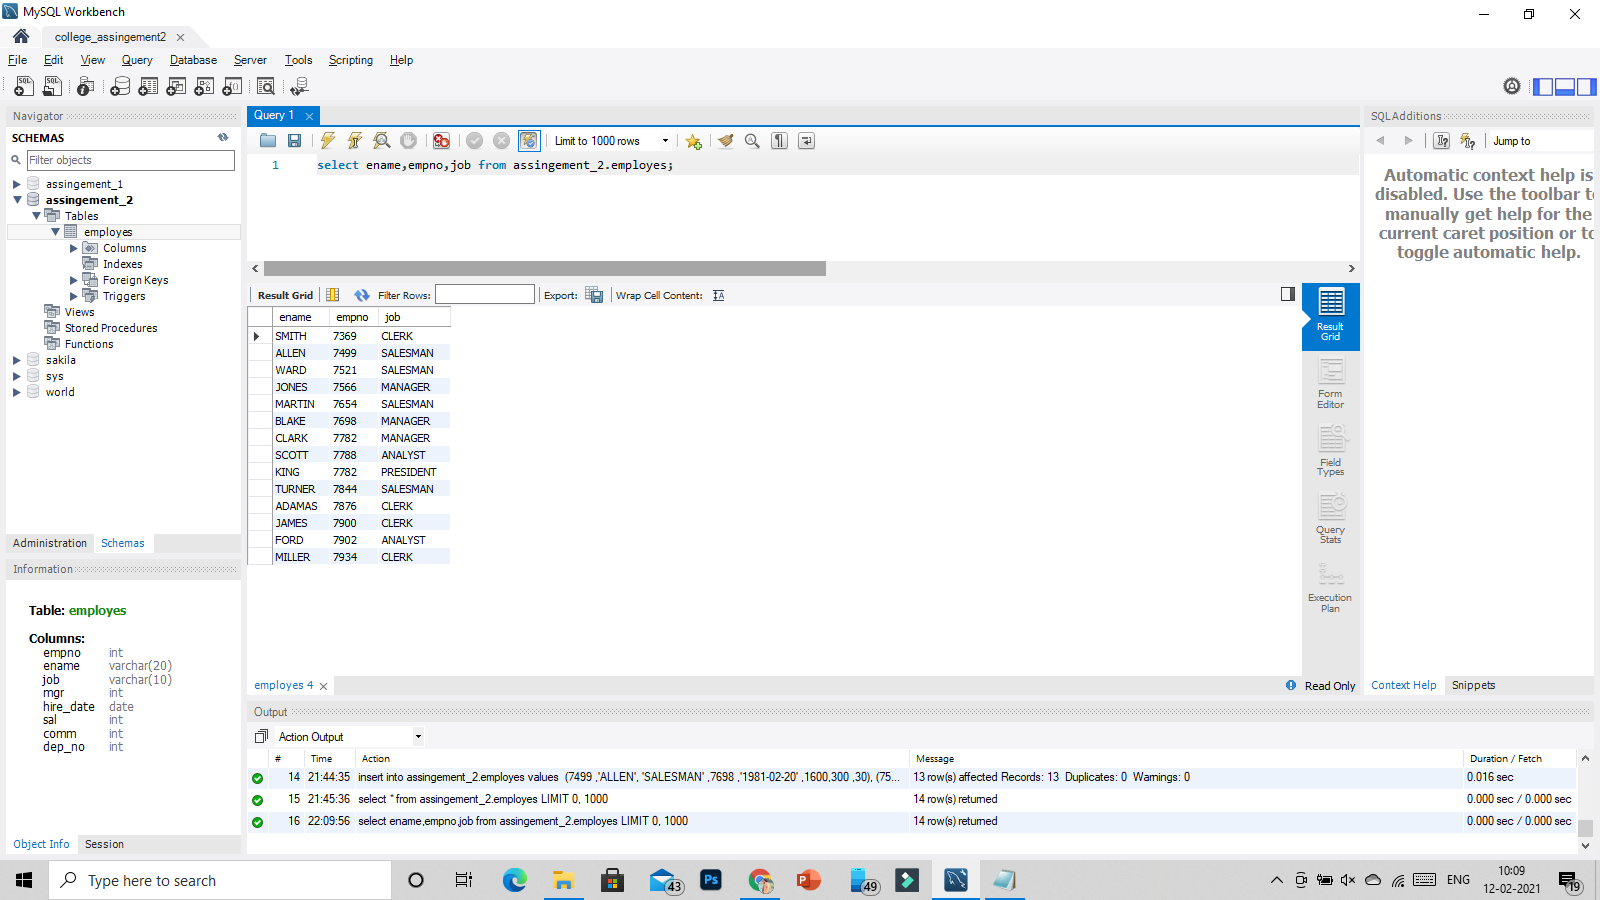 MySQL Workbench
college_assingement2
File Edit View Query Database Server Tools Scripting Help
Navigator
SCHEMAS
Filter objects
assingement_1
assingement_2
Tables
employes
Columns
Indexes
Foreign Keys
Triggers
Views
Stored Procedures
Functions
sakila
sys
world
Administration Schemas
Information
Table: employes
Columns:
empno int
ename varchar(20)
job varchar(10)
mgr int
hire_date date
sal int
comm int
dep_no int
Object Info Session
Query 1
Limit to 1000 rows
1 select ename,empno,job from assingement_2.employes;
Result Grid Filter Rows: Export: Wrap Cell Content:
ename empno job
SMITH 7369 CLERK
ALLEN 7499 SALESMAN
WARD 7521 SALESMAN
JONES 7566 MANAGER
MARTIN 7654 SALESMAN
BLAKE 7698 MANAGER
CLARK 7782 MANAGER
SCOTT 7788 ANALYST
KING 7782 PRESIDENT
TURNER 7844 SALESMAN
ADAMAS 7876 CLERK
JAMES 7900 CLERK
FORD 7902 ANALYST
MILLER 7934 CLERK
Result
Grid
Form
Editor
Field
Types
Query
Stats
Execution
Plan
employes 4
Read Only
SQLAdditions
Jump to
Automatic context help is
disabled. Use the toolbar to
manually get help for the
current caret position or to
toggle automatic help.
Context Help Snippets
Output
Action Output
# Time Action Message Duration / Fetch
14 21:44:35 insert into assingement_2.employes values (7499 ,'ALLEN', 'SALESMAN' ,7698 ,'1981-02-20' ,1600,300 ,30), (75... 13 row(s) affected Records: 13 Duplicates: 0 Warnings: 0 0.016 sec
15 21:45:36 select * from assingement_2.employes LIMIT 0, 1000 14 row(s) returned 0.000 sec / 0.000 sec
16 22:09:56 select ename,empno,job from assingement_2.employes LIMIT 0, 1000 14 row(s) returned 0.000 sec / 0.000 sec
Type here to search
43
Ps
49
ENG
10:09
12-02-2021
19